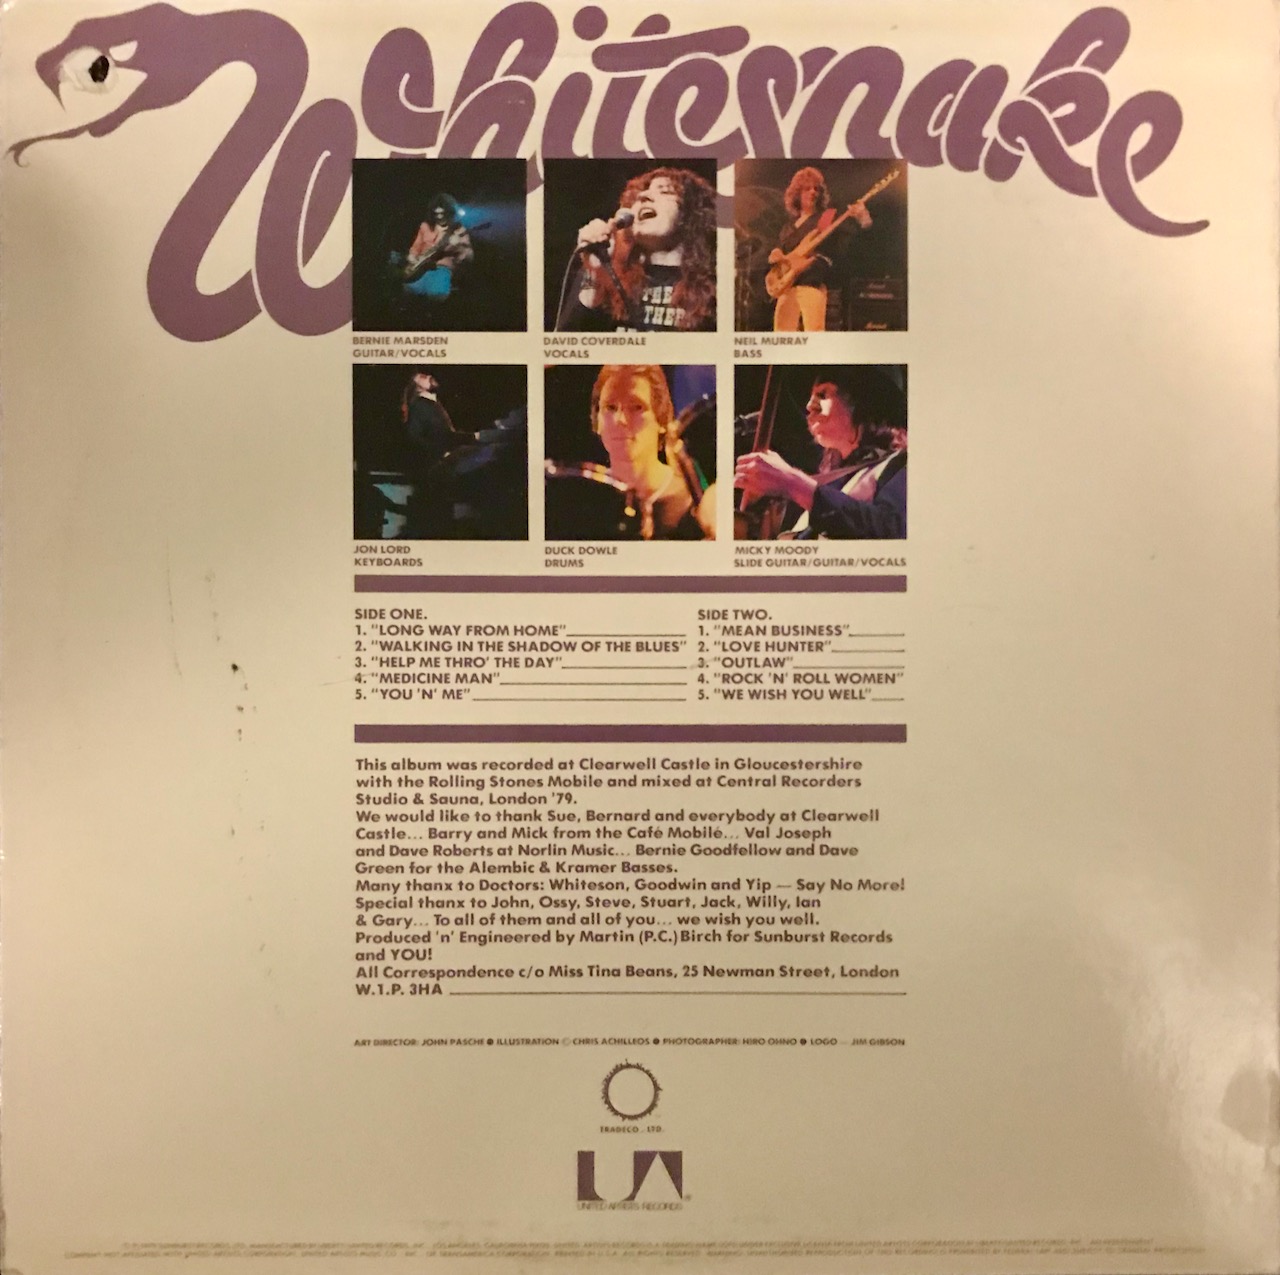 Whitesnake
THE
THER
BERNIE MARSDEN
GUITAR/VOCALS
DAVID COVERDALE
VOCALS
NEIL MURRAY
BASS
JON LORD
KEYBOARDS
DUCK DOWLE
DRUMS
MICKY MOODY
SLIDE GUITAR/GUITAR/VOCALS
SIDE ONE.
1. "LONG WAY FROM HOME"
2. "WALKING IN THE SHADOW OF THE BLUES"
3. "HELP ME THRO' THE DAY"
4. "MEDICINE MAN"
5. "YOU 'N' ME"
SIDE TWO.
1. "MEAN BUSINESS"
2. "LOVE HUNTER"
3. "OUTLAW"
4. "ROCK 'N' ROLL WOMEN"
5. "WE WISH YOU WELL"
This album was recorded at Clearwell Castle in Gloucestershire
with the Rolling Stones Mobile and mixed at Central Recorders
Studio & Sauna, London '79.
We would like to thank Sue, Bernard and everybody at Clearwell
Castle... Barry and Mick from the Café Mobilé... Val Joseph
and Dave Roberts at Norlin Music... Bernie Goodfellow and Dave
Green for the Alembic & Kramer Basses.
Many thanx to Doctors: Whiteson, Goodwin and Yip — Say No More!
Special thanx to John, Ossy, Steve, Stuart, Jack, Willy, Ian
& Gary... To all of them and all of you... we wish you well.
Produced 'n' Engineered by Martin (P.C.) Birch for Sunburst Records
and YOU!
All Correspondence c/o Miss Tina Beans, 25 Newman Street, London
W.1.P. 3HA
ART DIRECTOR: JOHN PASCHE ● ILLUSTRATION © CHRIS ACHILLEOS ● PHOTOGRAPHER: HIRO OHNO ● LOGO — JIM GIBSON
TRADECO. LTD.
UA
UNITED ARTISTS RECORDS